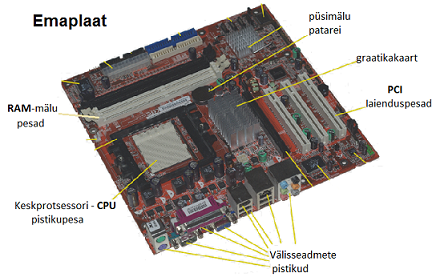 Emaplaat
püsimälu
patarei
graatikakaart
RAM-mälu
pesad
PCI
laienduspesad
Keskprotsessori - CPU
pistikupesa
Välisseadmete
pistikud